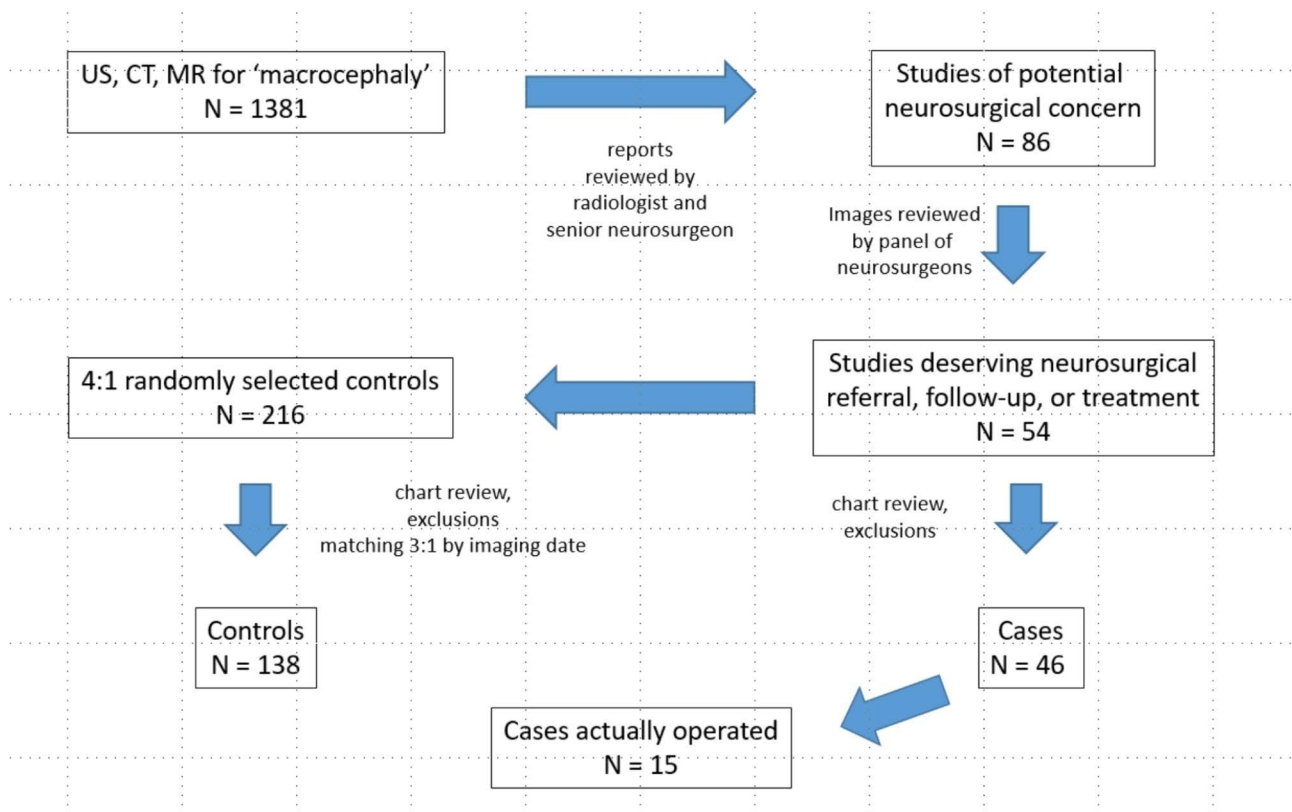 US, CT, MR for ‘macrocephaly’
N = 1381
reports
reviewed by
radiologist and
senior neurosurgeon
Studies of potential
neurosurgical concern
N = 86
Images reviewed
by panel of
neurosurgeons
Studies deserving neurosurgical
referral, follow-up, or treatment
N = 54
4:1 randomly selected controls
N = 216
chart review,
exclusions
matching 3:1 by imaging date
chart review,
exclusions
Controls
N = 138
Cases
N = 46
Cases actually operated
N = 15